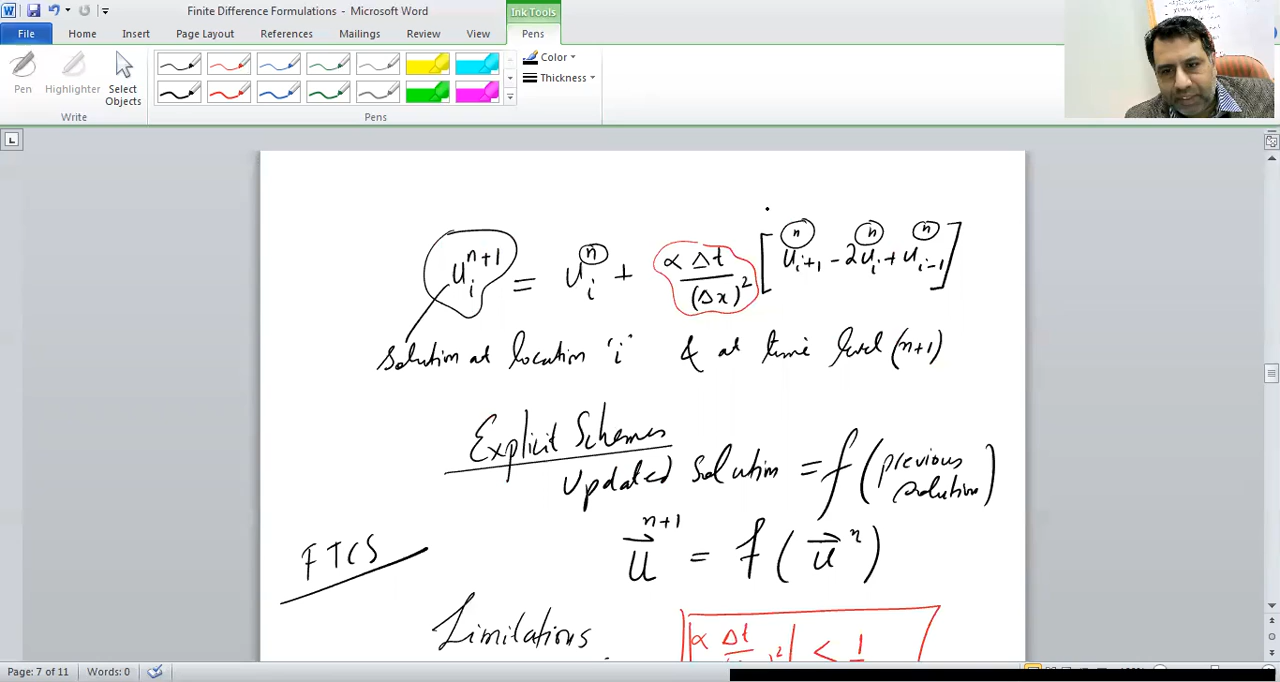 Finite Difference Formulations - Microsoft Word
Ink Tools
File Home Insert Page Layout References Mailings Review View Pens
Pen Highlighter Select Objects
Color
Thickness
Write Pens
u_i^{n+1} = u_i^n + ∝ Δt / (Δx)^2 [ u_{i+1}^n - 2u_i^n + u_{i-1}^n ]
Solution at location 'i' & at time level (n+1)
Explicit Schemes
Updated Solution = f (previous solution)
u^{n+1} = f ( u^n )
FTCS
Limitations
|∝ Δt | < 1
Page: 7 of 11 Words: 0